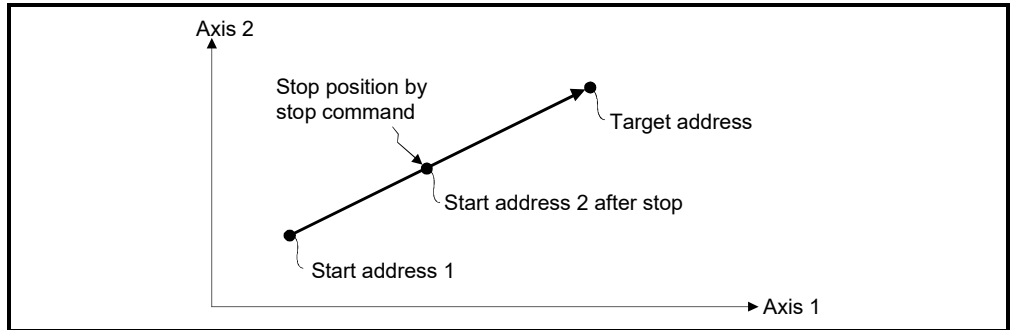 Axis 2
Stop position by
stop command
Target address
Start address 2 after stop
Start address 1
Axis 1